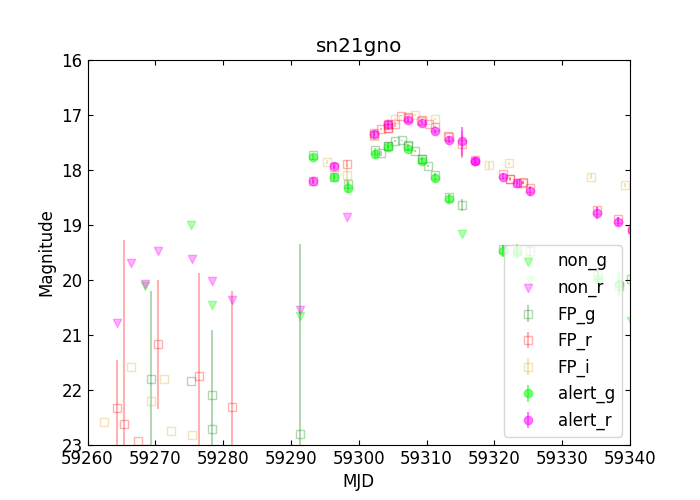 sn21gno
16
17
18
19
20
21
22
23
Magnitude
59260 59270 59280 59290 59300 59310 59320 59330 59340
MJD
non_g
non_r
FP_g
FP_r
FP_i
alert_g
alert_r